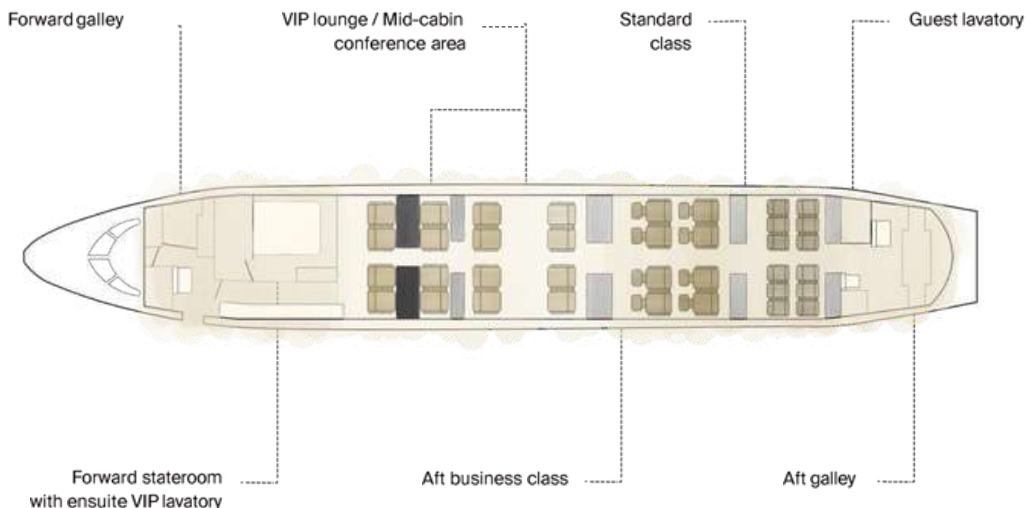 Forward galley
VIP lounge / Mid-cabin
conference area
Standard
class
Guest lavatory
Forward stateroom
with ensuite VIP lavatory
Aft business class
Aft galley